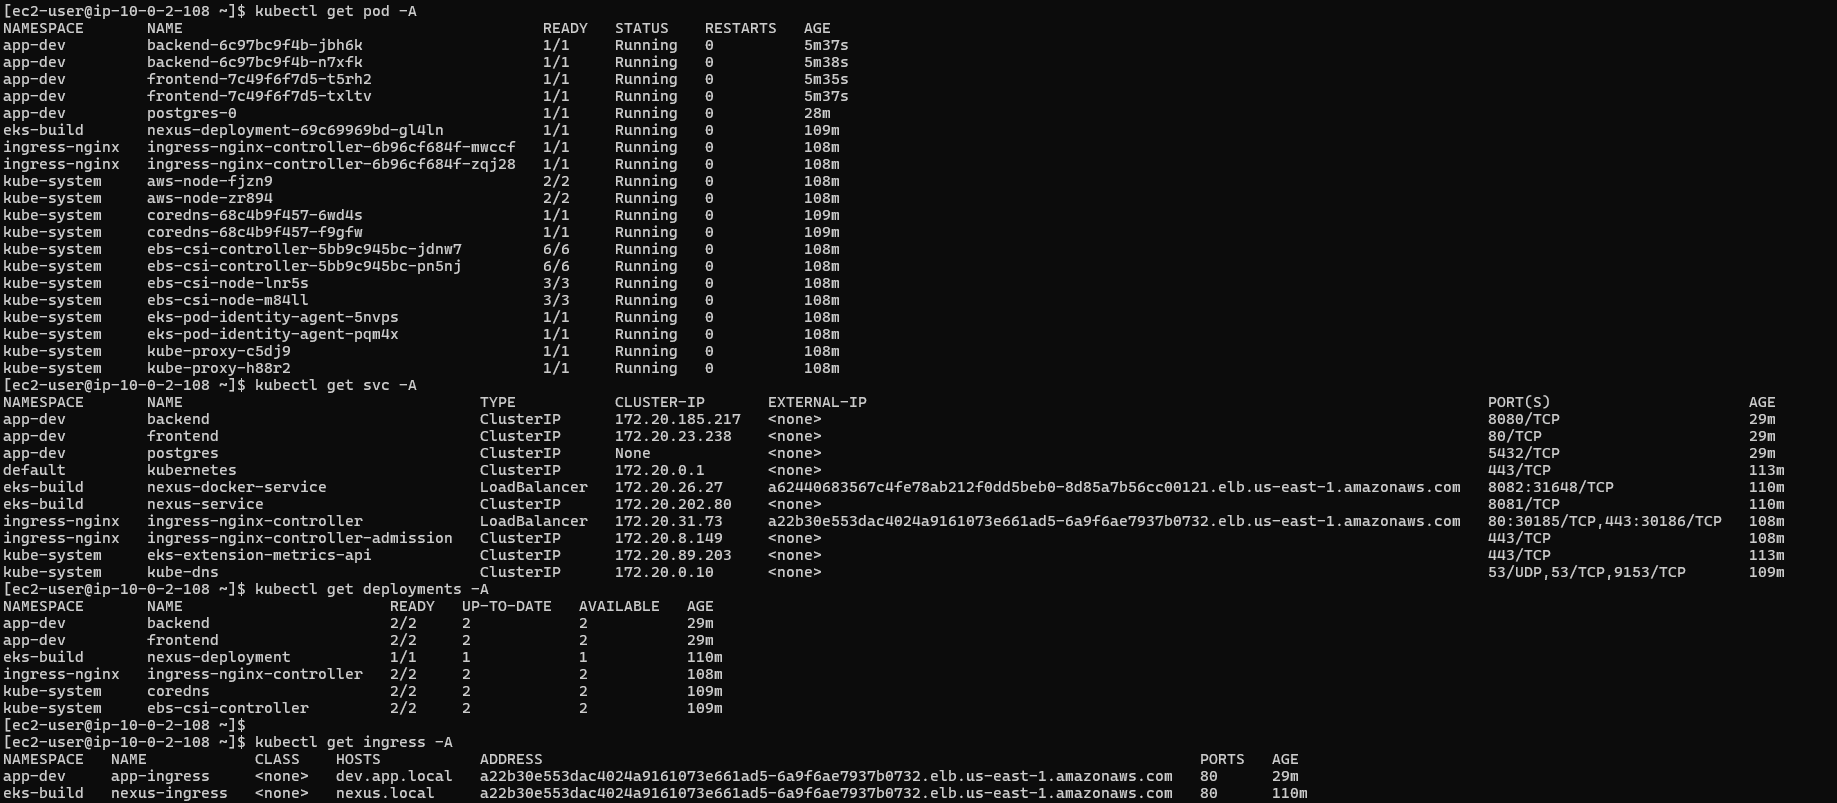 [ec2-user@ip-10-0-2-108 ~]$ kubectl get pod -A
NAMESPACE       NAME                                        READY   STATUS    RESTARTS   AGE
app-dev         backend-6c97bc9f4b-jbh6k                    1/1     Running   0          5m37s
app-dev         backend-6c97bc9f4b-n7xfk                    1/1     Running   0          5m38s
app-dev         frontend-7c49f6f7d5-t5rh2                   1/1     Running   0          5m35s
app-dev         frontend-7c49f6f7d5-txltv                   1/1     Running   0          5m37s
app-dev         postgres-0                                  1/1     Running   0          28m
eks-build       nexus-deployment-69c69969bd-gl4ln           1/1     Running   0          109m
ingress-nginx   ingress-nginx-controller-6b96cf684f-mwccf   1/1     Running   0          108m
ingress-nginx   ingress-nginx-controller-6b96cf684f-zqj28   1/1     Running   0          108m
kube-system     aws-node-fjzn9                              2/2     Running   0          108m
kube-system     aws-node-zr894                              2/2     Running   0          108m
kube-system     coredns-68c4b9f457-6wd4s                    1/1     Running   0          109m
kube-system     coredns-68c4b9f457-f9gfw                    1/1     Running   0          109m
kube-system     ebs-csi-controller-5bb9c945bc-jdnw7         6/6     Running   0          108m
kube-system     ebs-csi-controller-5bb9c945bc-pn5nj         6/6     Running   0          108m
kube-system     ebs-csi-node-lnr5s                          3/3     Running   0          108m
kube-system     ebs-csi-node-m84ll                          3/3     Running   0          108m
kube-system     eks-pod-identity-agent-5nvps                1/1     Running   0          108m
kube-system     eks-pod-identity-agent-pqm4x                1/1     Running   0          108m
kube-system     kube-proxy-c5dj9                            1/1     Running   0          108m
kube-system     kube-proxy-h88r2                            1/1     Running   0          108m
[ec2-user@ip-10-0-2-108 ~]$ kubectl get svc -A
NAMESPACE       NAME                                 TYPE           CLUSTER-IP       EXTERNAL-IP                                                                     PORT(S)                      AGE
app-dev         backend                              ClusterIP      172.20.185.217   <none>                                                                          8080/TCP                     29m
app-dev         frontend                             ClusterIP      172.20.23.238    <none>                                                                          80/TCP                       29m
app-dev         postgres                             ClusterIP      None             <none>                                                                          5432/TCP                     29m
default         kubernetes                           ClusterIP      172.20.0.1       <none>                                                                          443/TCP                      113m
eks-build       nexus-docker-service                 LoadBalancer   172.20.26.27     a62440683567c4fe78ab212f0dd5beb0-8d85a7b56cc00121.elb.us-east-1.amazonaws.com   8082:31648/TCP               110m
eks-build       nexus-service                        ClusterIP      172.20.202.80    <none>                                                                          8081/TCP                     110m
ingress-nginx   ingress-nginx-controller             LoadBalancer   172.20.31.73     a22b30e553dac4024a9161073e661ad5-6a9f6ae7937b0732.elb.us-east-1.amazonaws.com   80:30185/TCP,443:30186/TCP   108m
ingress-nginx   ingress-nginx-controller-admission   ClusterIP      172.20.8.149     <none>                                                                          443/TCP                      108m
kube-system     eks-extension-metrics-api            ClusterIP      172.20.89.203    <none>                                                                          443/TCP                      113m
kube-system     kube-dns                             ClusterIP      172.20.0.10      <none>                                                                          53/UDP,53/TCP,9153/TCP       109m
[ec2-user@ip-10-0-2-108 ~]$ kubectl get deployments -A
NAMESPACE       NAME                       READY   UP-TO-DATE   AVAILABLE   AGE
app-dev         backend                    2/2     2            2           29m
app-dev         frontend                   2/2     2            2           29m
eks-build       nexus-deployment           1/1     1            1           110m
ingress-nginx   ingress-nginx-controller   2/2     2            2           108m
kube-system     coredns                    2/2     2            2           109m
kube-system     ebs-csi-controller         2/2     2            2           109m
[ec2-user@ip-10-0-2-108 ~]$
[ec2-user@ip-10-0-2-108 ~]$ kubectl get ingress -A
NAMESPACE   NAME            CLASS    HOSTS           ADDRESS                                                                         PORTS   AGE
app-dev     app-ingress     <none>   dev.app.local   a22b30e553dac4024a9161073e661ad5-6a9f6ae7937b0732.elb.us-east-1.amazonaws.com   80      29m
eks-build   nexus-ingress   <none>   nexus.local     a22b30e553dac4024a9161073e661ad5-6a9f6ae7937b0732.elb.us-east-1.amazonaws.com   80      110m